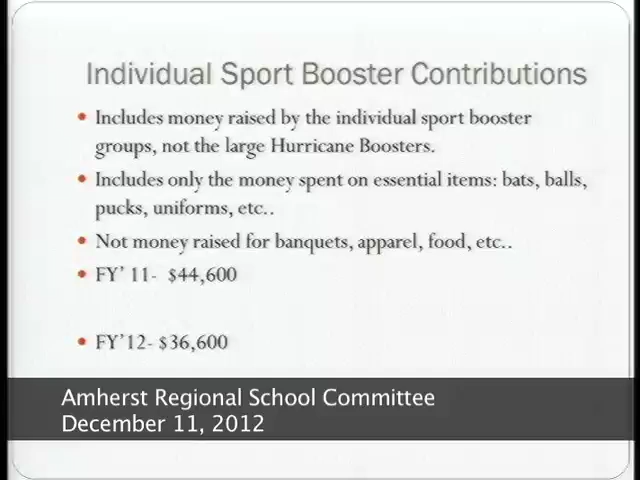 Individual Sport Booster Contributions
Includes money raised by the individual sport booster
groups, not the large Hurricane Boosters.
Includes only the money spent on essential items: bats, balls,
pucks, uniforms, etc..
Not money raised for banquets, apparel, food, etc..
FY' 11- $44,600
FY'12- $36,600
Amherst Regional School Committee
December 11, 2012